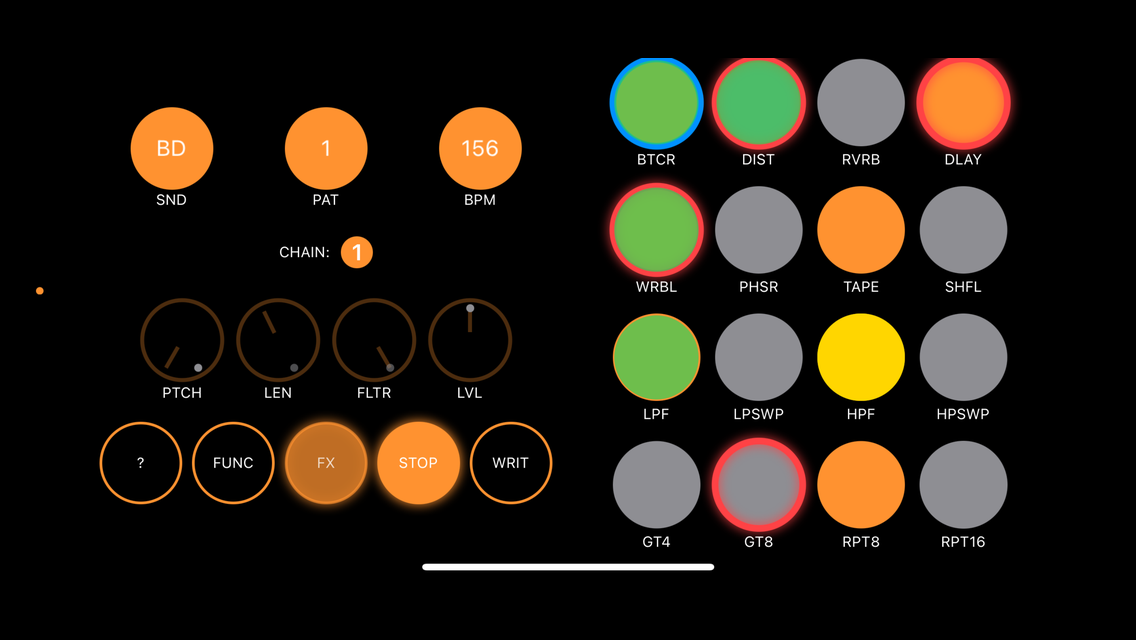 BD 1 156
SND PAT BPM
CHAIN: 1
PTCH LEN FLTR LVL
? FUNC FX STOP WRIT
BTCR DIST RVRB DLAY
WRBL PHSR TAPE SHFL
LPF LPSWP HPF HPSWP
GT4 GT8 RPT8 RPT16